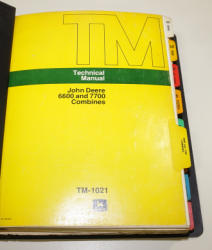 TM
Technical
Manual
John Deere
6600 and 7700
Combines
TM-1021